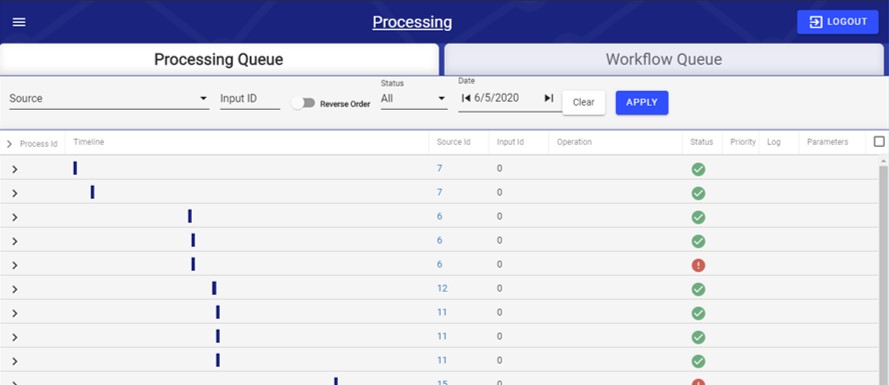 Processing
LOGOUT
Processing Queue
Workflow Queue
Source
Input ID
Reverse Order
Status
All
Date
6/5/2020
Clear
APPLY
Process Id Timeline Source Id Input Id Operation Status Priority Log Parameters
7 0
7 0
6 0
6 0
6 0
12 0
11 0
11 0
11 0
15